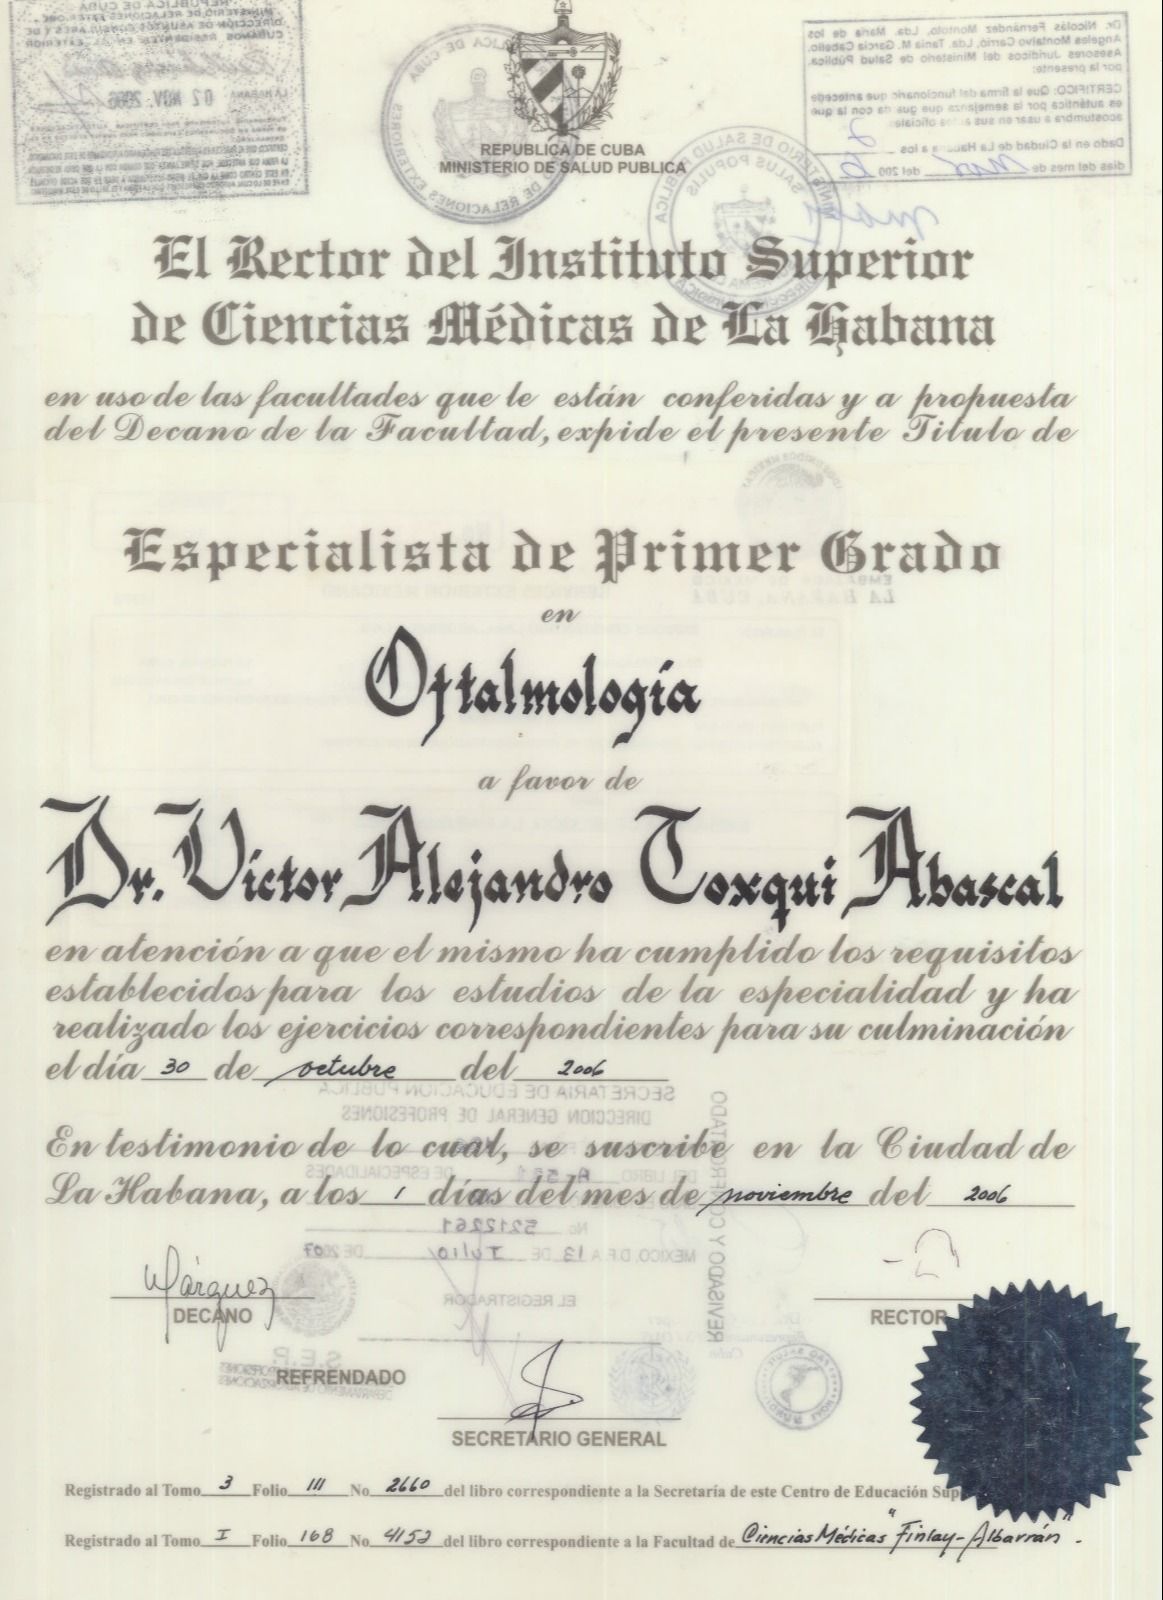 REPUBLICA DE CUBA
MINISTERIO DE SALUD PUBLICA
El Rector del Instituto Superior
de Ciencias Médicas de La Habana
en uso de las facultades que le están conferidas y a propuesta
del Decano de la Facultad, expide el presente Titulo de
Especialista de Primer Grado
en
Oftalmología
a favor de
Dr. Víctor Alejandro Toxqui Abascal
en atención a que el mismo ha cumplido los requisitos
establecidos para los estudios de la especialidad y ha
realizado los ejercicios correspondientes para su culminación
el día 30 de octubre del 2006
En testimonio de lo cual, se suscribe en la Ciudad de
La Habana, a los 1 días del mes de noviembre del 2006
Márquez
DECANO
RECTOR
REFRENDADO
SECRETARIO GENERAL
Registrado al Tomo 3 Folio 111 No 2660 del libro correspondiente a la Secretaría de este Centro de Educación Sup
Registrado al Tomo I Folio 168 No 4152 del libro correspondiente a la Facultad de Ciencias Médicas "Finlay-Albarrán".